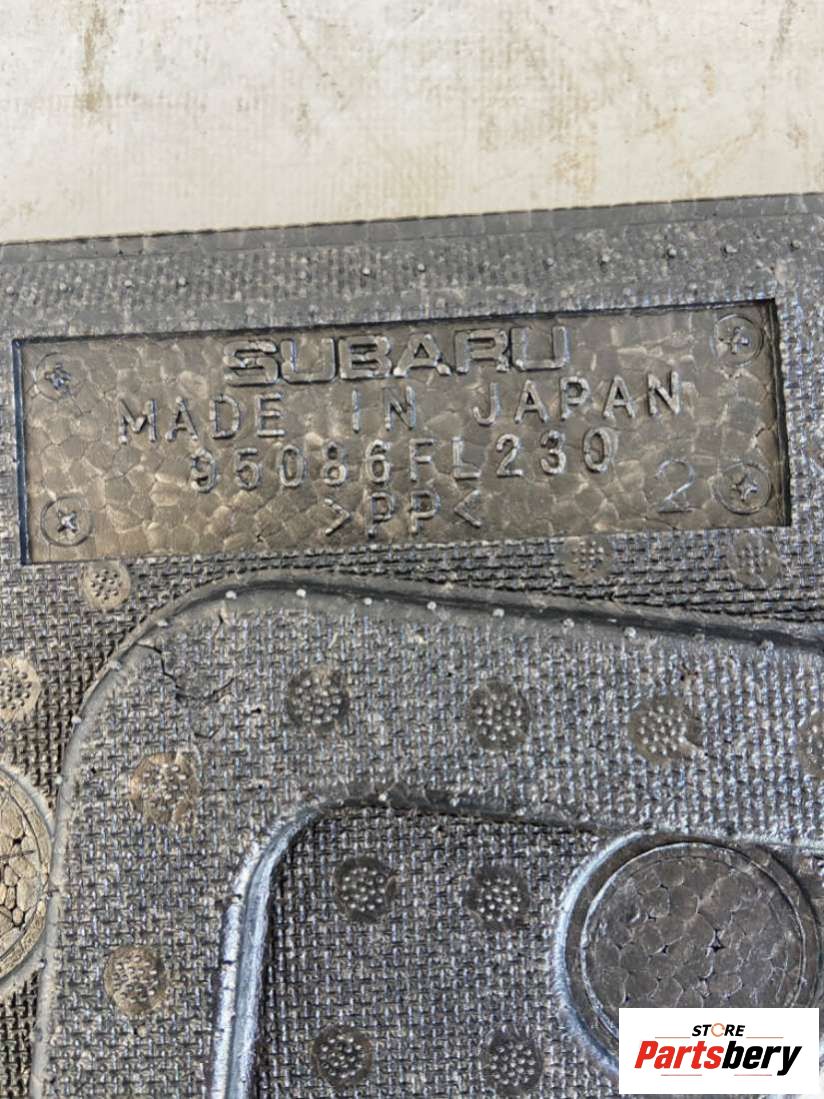 SUBARU
MADE IN JAPAN
95086FL230
>PP<
2
STORE
Partsbery